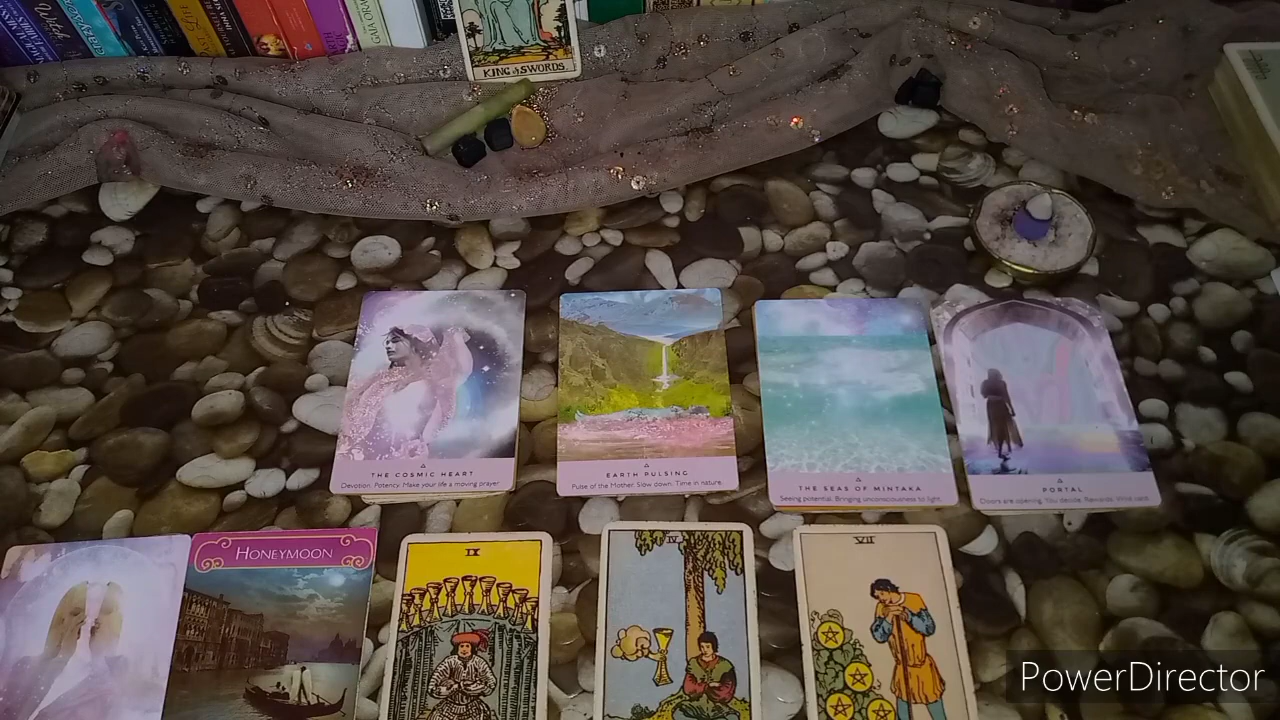 KING of SWORDS.
THE COSMIC HEART
Devotion. Potency. Make your life a moving prayer.
EARTH PULSING
Pulse of the Mother. Slow down. Time in nature.
THE SEAS OF MINTAKA
Seeing potential. Bringing unconsciousness to light.
PORTAL
Doors are opening. You decide. Rewards. Wild card.
HONEYMOON
IX
IV
VII
PowerDirector